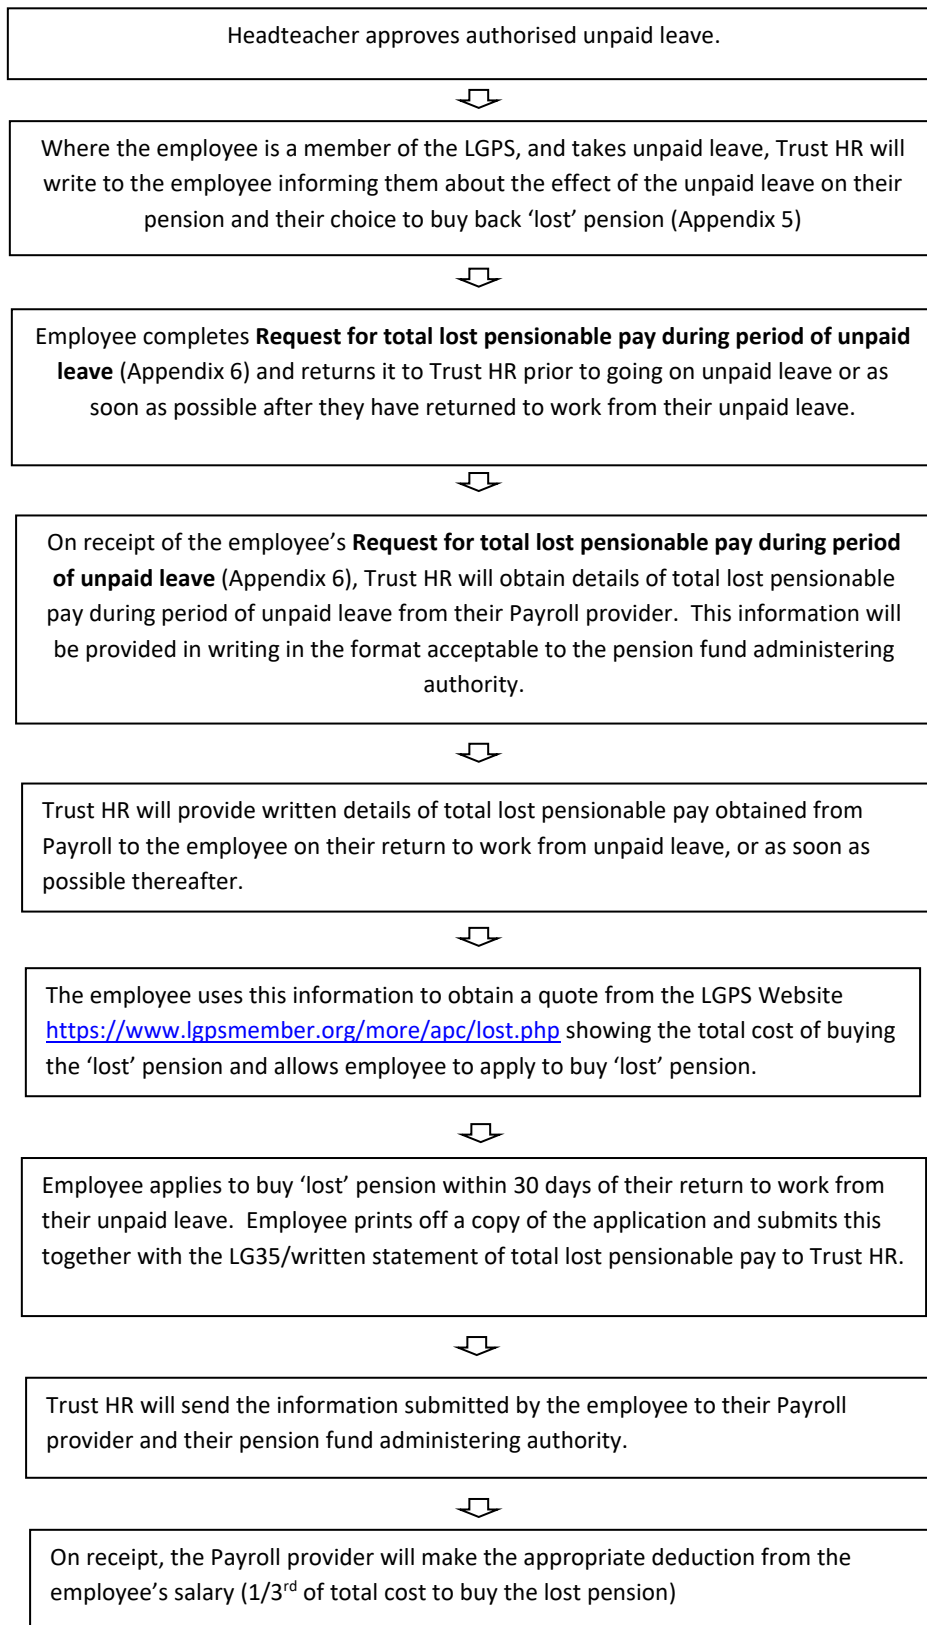 Headteacher approves authorised unpaid leave.
Where the employee is a member of the LGPS, and takes unpaid leave, Trust HR will
write to the employee informing them about the effect of the unpaid leave on their
pension and their choice to buy back ‘lost’ pension (Appendix 5)
Employee completes Request for total lost pensionable pay during period of unpaid
leave (Appendix 6) and returns it to Trust HR prior to going on unpaid leave or as
soon as possible after they have returned to work from their unpaid leave.
On receipt of the employee’s Request for total lost pensionable pay during period
of unpaid leave (Appendix 6), Trust HR will obtain details of total lost pensionable
pay during period of unpaid leave from their Payroll provider.  This information will
be provided in writing in the format acceptable to the pension fund administering
authority.
Trust HR will provide written details of total lost pensionable pay obtained from
Payroll to the employee on their return to work from unpaid leave, or as soon as
possible thereafter.
The employee uses this information to obtain a quote from the LGPS Website
https://www.lgpsmember.org/more/apc/lost.php showing the total cost of buying
the ‘lost’ pension and allows employee to apply to buy ‘lost’ pension.
Employee applies to buy ‘lost’ pension within 30 days of their return to work from
their unpaid leave.  Employee prints off a copy of the application and submits this
together with the LG35/written statement of total lost pensionable pay to Trust HR.
Trust HR will send the information submitted by the employee to their Payroll
provider and their pension fund administering authority.
On receipt, the Payroll provider will make the appropriate deduction from the
employee’s salary (1/3rd of total cost to buy the lost pension)